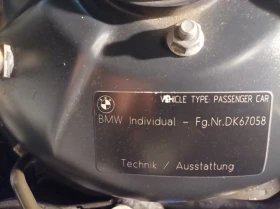 VEHICLE TYPE: PASSENGER CAR
BMW Individual - Fg.Nr.DK67058
Technik / Ausstattung